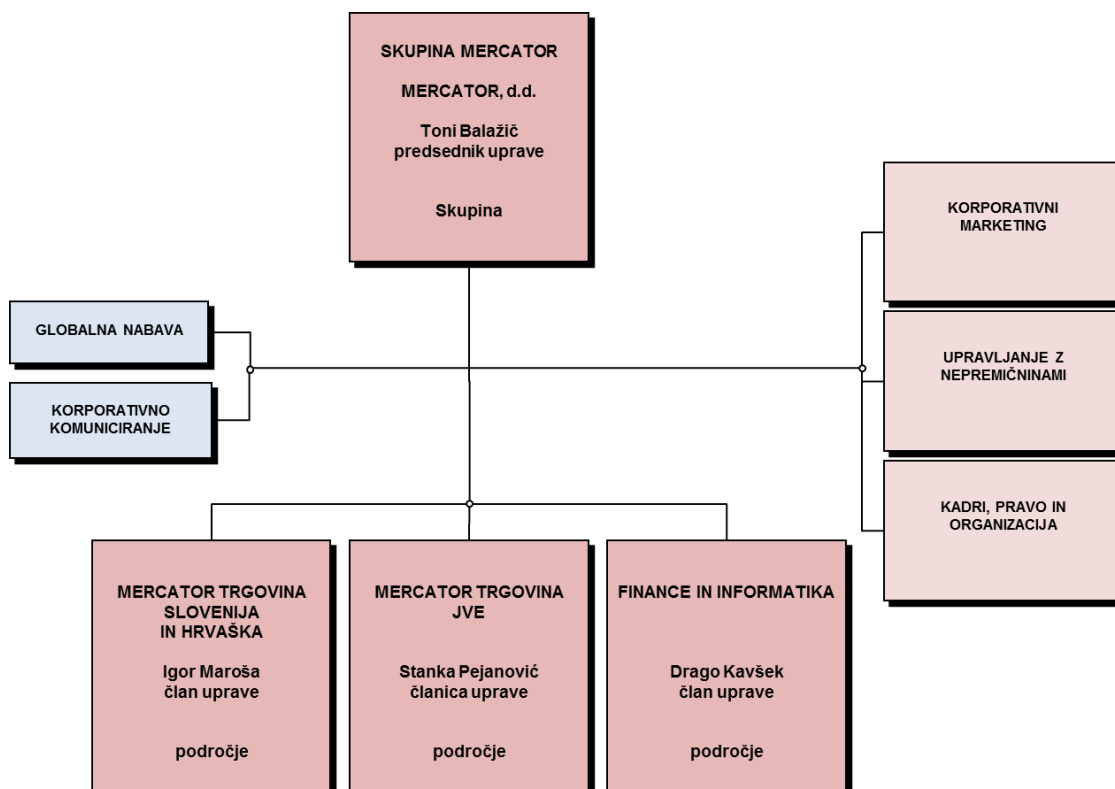 SKUPINA MERCATOR
MERCATOR, d.d.
Toni Balažič
predsednik uprave
Skupina
KORPORATIVNI
MARKETING
GLOBALNA NABAVA
UPRAVLJANJE Z
NEPREMIČNINAMI
KORPORATIVNO
KOMUNICIRANJE
KADRI, PRAVO IN
ORGANIZACIJA
MERCATOR TRGOVINA
SLOVENIJA
IN HRVAŠKA
Igor Maroša
član uprave
področje
MERCATOR TRGOVINA
JVE
Stanka Pejanović
članica uprave
področje
FINANCE IN INFORMATIKA
Drago Kavšek
član uprave
področje